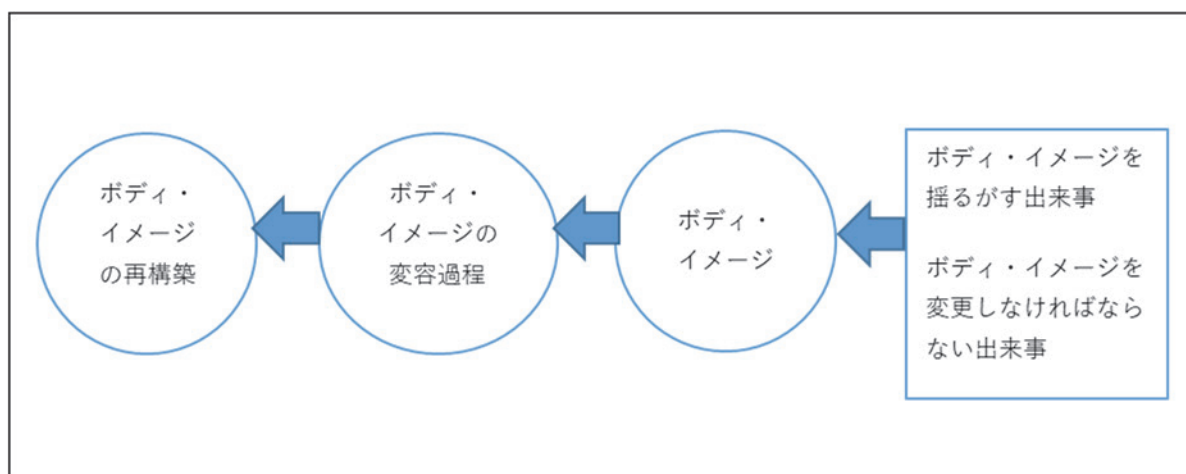 ボディ・
イメージ
の再構築
ボディ・
イメージの
変容過程
ボディ・
イメージ
ボディ・イメージを
揺るがす出来事
ボディ・イメージを
変更しなければなら
ない出来事